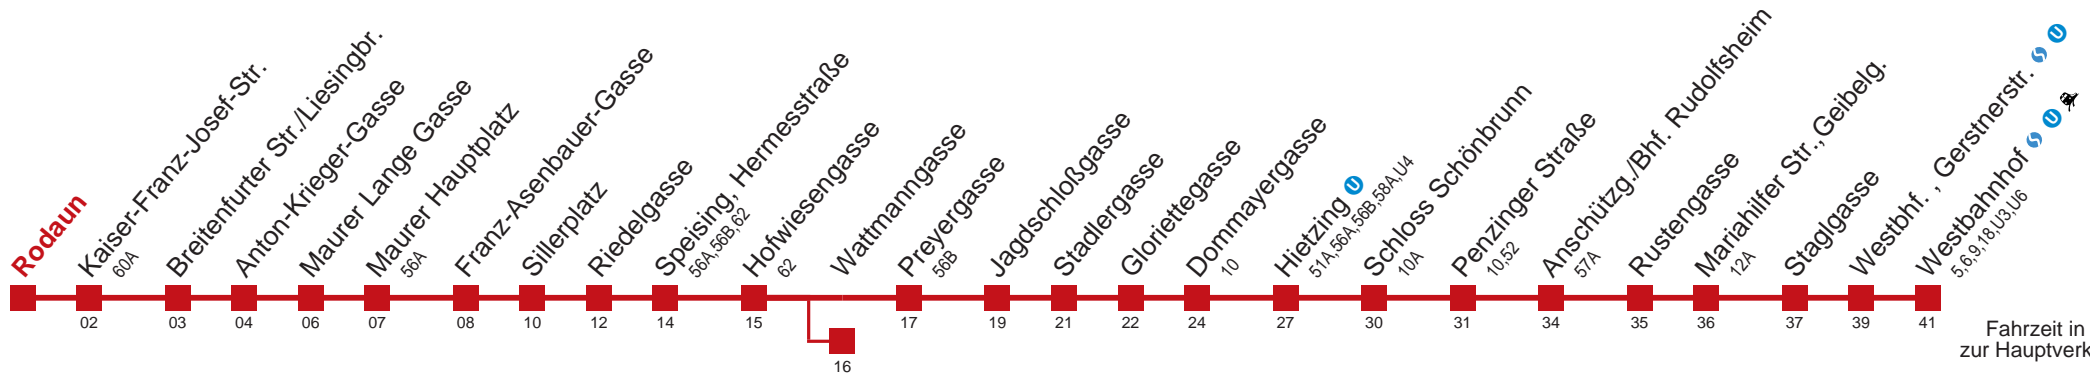 Rodaun
Kaiser-Franz-Josef-Str.
60A
Breitenfurter Str./Liesingbr.
Anton-Krieger-Gasse
Maurer Lange Gasse
Maurer Hauptplatz
56A
Franz-Asenbauer-Gasse
Sillerplatz
Riedelgasse
Speising, Hermesstraße
56A,56B,62
Hofwiesengasse
62
Wattmanngasse
Preyergasse
56B
Jagdschloßgasse
Stadlergasse
Gloriettegasse
Dommayergasse
10
Hietzing U
51A,56A,56B,58A,U4
Schloss Schönbrunn
10A
Penzinger Straße
10,52
Anschützg./Bhf. Rudolfsheim
57A
Rustengasse
Mariahilfer Str., Geibelg.
12A
Staglgasse
Westbhf. , Gerstnerstr. S U
Westbahnhof S U
5,6,9,18,U3,U6
02 03 04 06 07 08 10 12 14 15 17 19 21 22 24 27 30 31 34 35 36 37 39 41
16
Fahrzeit in
zur Hauptverk